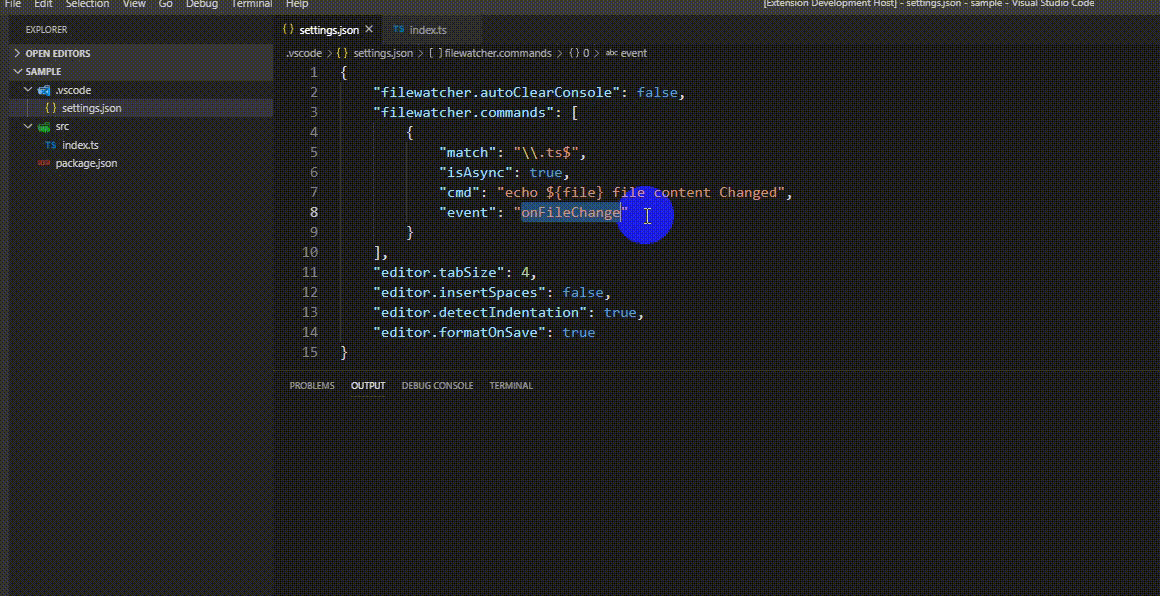 File Edit Selection View Go Debug Terminal Help [Extension Development Host] - settings.json - sample - Visual Studio Code
EXPLORER
OPEN EDITORS
SAMPLE
.vscode
{} settings.json
src
TS index.ts
package.json
{} settings.json × TS index.ts
.vscode > {} settings.json > [ ] filewatcher.commands > {} 0 > abc event
1 {
2 "filewatcher.autoClearConsole": false,
3 "filewatcher.commands": [
4 {
5 "match": "\\.ts$",
6 "isAsync": true,
7 "cmd": "echo ${file} file content Changed",
8 "event": "onFileChange"
9 }
10 ],
11 "editor.tabSize": 4,
12 "editor.insertSpaces": false,
13 "editor.detectIndentation": true,
14 "editor.formatOnSave": true
15 }
PROBLEMS OUTPUT DEBUG CONSOLE TERMINAL